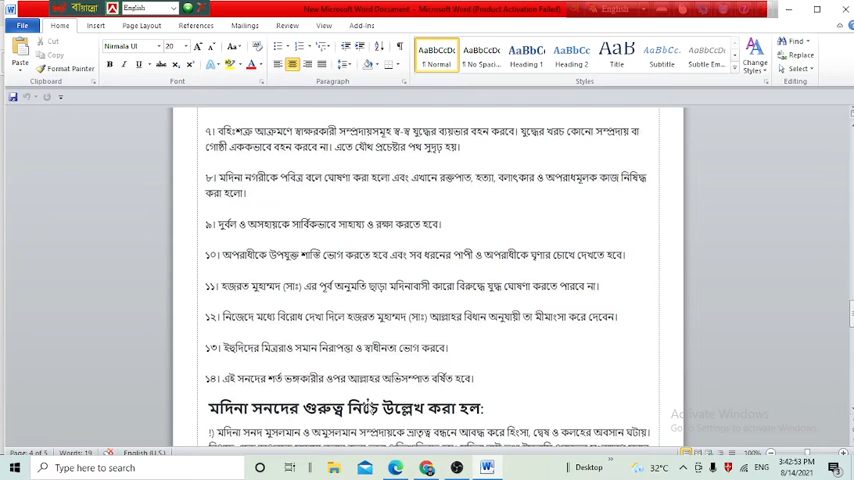 বায়ান্নো
English
New Microsoft Word Document - Microsoft Word (Product Activation Failed)
English
File Home Insert Page Layout References Mailings Review View Add-Ins
Paste
Cut
Copy
Format Painter
Clipboard
Nirmala UI 20
Font
Paragraph
AaBbCcDc AaBbCcDc AaBbCc AaBbCc AaB AaBbCc. AaBbCcDc
¶ Normal ¶ No Spaci... Heading 1 Heading 2 Title Subtitle Subtle Em...
Change Styles
Styles
Find
Replace
Select
Editing
৭। বহিঃশত্রু আক্রমণে স্বাক্ষরকারী সম্প্রদায়সমূহ স্ব-স্ব যুদ্ধের ব্যয়ভার বহন করবে। যুদ্ধের খরচ কোনো সম্প্রদায় বা
গোষ্ঠী এককভাবে বহন করবে না। এতে যৌথ প্রচেষ্টার পথ সুদৃঢ় হয়।
৮। মদিনা নগরীকে পবিত্র বলে ঘোষণা করা হলো এবং এখানে রক্তপাত, হত্যা, বলাৎকার ও অপরাধমূলক কাজ নিষিদ্ধ
করা হলো।
৯। দুর্বল ও অসহায়কে সার্বিকভাবে সাহায্য ও রক্ষা করতে হবে।
১০। অপরাধীকে উপযুক্ত শাস্তি ভোগ করতে হবে এবং সব ধরনের পাপী ও অপরাধীকে ঘৃণার চোখে দেখতে হবে।
১১। হজরত মুহাম্মদ (সাঃ) এর পূর্ব অনুমতি ছাড়া মদিনাবাসী কারো বিরুদ্ধে যুদ্ধ ঘোষণা করতে পারবে না।
১২। নিজেদে মধ্যে বিরোধ দেখা দিলে হজরত মুহাম্মদ (সাঃ) আল্লাহর বিধান অনুযায়ী তা মীমাংসা করে দেবেন।
১৩। ইহুদিদের মিত্ররাও সমান নিরাপত্তা ও স্বাধীনতা ভোগ করবে।
১৪। এই সনদের শর্ত ভঙ্গকারীর ওপর আল্লাহর অভিসম্পাত বর্ষিত হবে।
মদিনা সনদের গুরুত্ব নিচে উল্লেখ করা হল:
!) মদিনা সনদ মুসলমান ও অমুসলমান সম্প্রদায়কে ভ্রাতৃত্ব বন্ধনে আবদ্ধ করে হিংসা, দ্বেষ ও কলহের অবসান ঘটায়।
Activate Windows
Go to Settings to activate Windows.
Page: 4 of 5 Words: 19 English (U.S.) 100%
Type here to search
Desktop
32°C
ENG
3:42:53 PM
8/14/2021